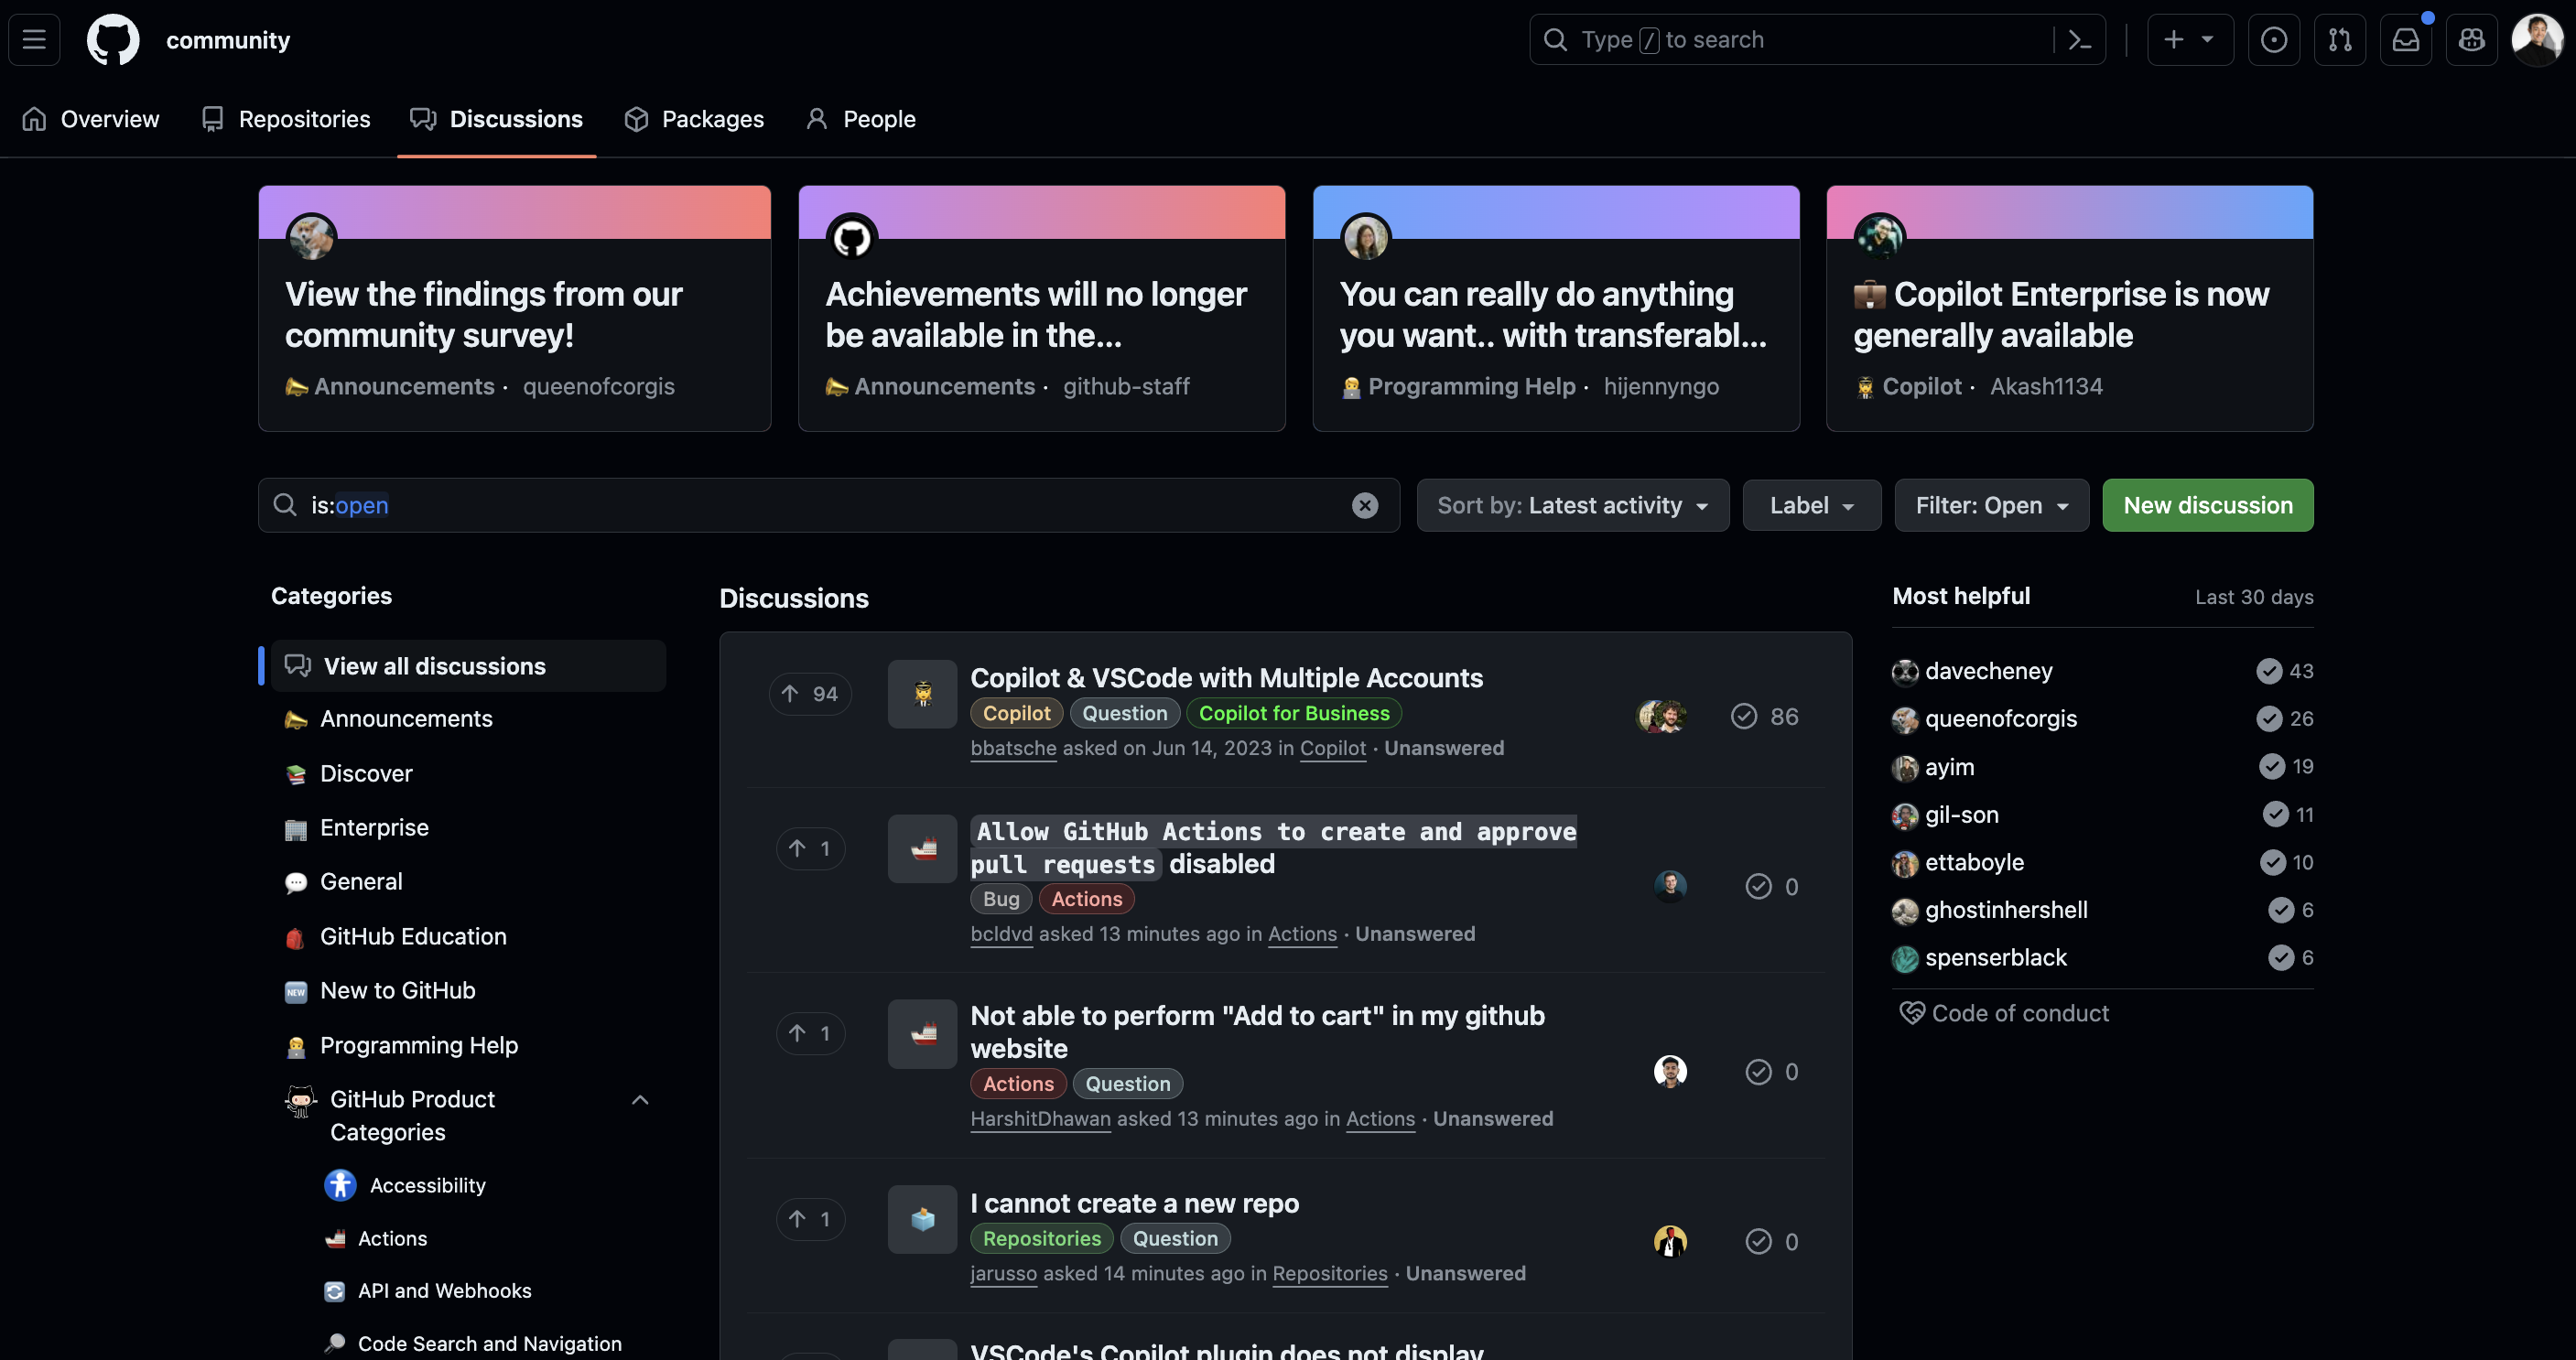 community
Type / to search
Overview
Repositories
Discussions
Packages
People
View the findings from our
community survey!
Announcements · queenofcorgis
Achievements will no longer
be available in the...
Announcements · github-staff
You can really do anything
you want.. with transferabl...
Programming Help · hijennyngo
Copilot Enterprise is now
generally available
Copilot · Akash1134
is:open
Sort by: Latest activity
Label
Filter: Open
New discussion
Categories
View all discussions
Announcements
Discover
Enterprise
General
GitHub Education
NEW
New to GitHub
Programming Help
GitHub Product
Categories
Accessibility
Actions
API and Webhooks
Code Search and Navigation
Discussions
94
Copilot & VSCode with Multiple Accounts
Copilot Question Copilot for Business
bbatsche asked on Jun 14, 2023 in Copilot · Unanswered
86
1
Allow GitHub Actions to create and approve
pull requests disabled
Bug Actions
bcldvd asked 13 minutes ago in Actions · Unanswered
0
1
Not able to perform "Add to cart" in my github
website
Actions Question
HarshitDhawan asked 13 minutes ago in Actions · Unanswered
0
1
I cannot create a new repo
Repositories Question
jarusso asked 14 minutes ago in Repositories · Unanswered
0
VSCode's Copilot plugin does not display
Most helpful
Last 30 days
davecheney 43
queenofcorgis 26
ayim 19
gil-son 11
ettaboyle 10
ghostinhershell 6
spenserblack 6
Code of conduct